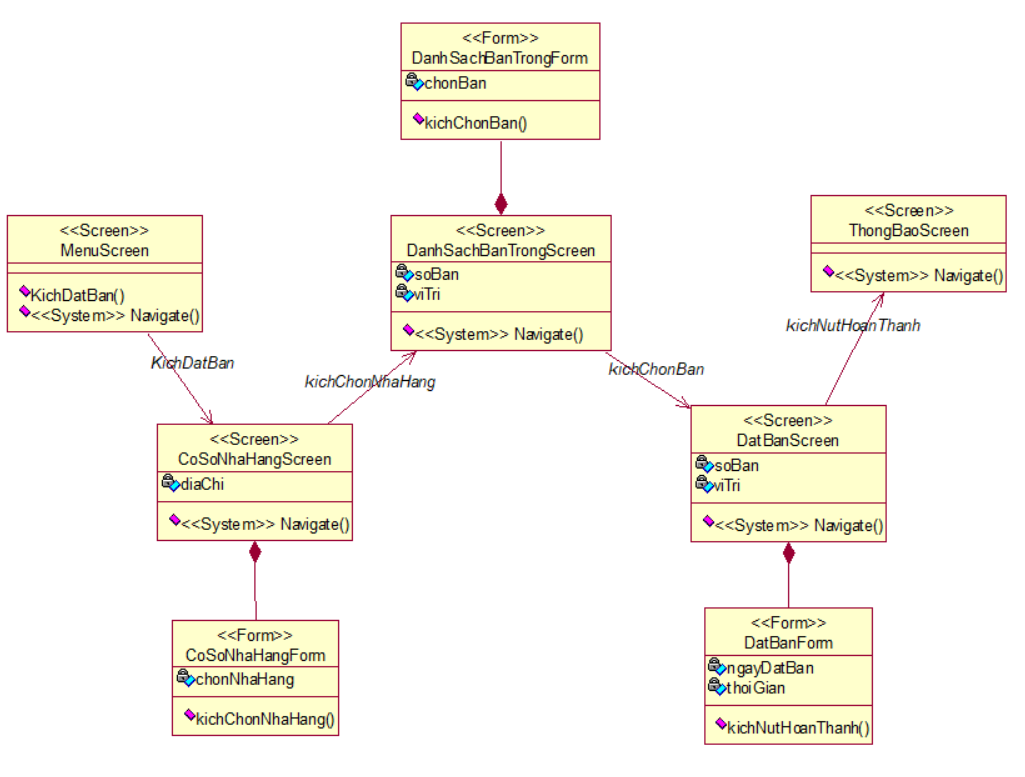 <<Form>>
DanhSachBanTrongForm
chonBan
kichChonBan()
<<Screen>>
MenuScreen
KichDatBan()
<<System>> Navigate()
<<Screen>>
DanhSachBanTrongScreen
soBan
viTri
<<System>> Navigate()
<<Screen>>
ThongBaoScreen
<<System>> Navigate()
KichDatBan
kichChonNhaHang
kichChonBan
kichNutHoanThanh
<<Screen>>
CoSoNhaHangScreen
diaChi
<<System>> Navigate()
<<Screen>>
DatBanScreen
soBan
viTri
<<System>> Navigate()
<<Form>>
CoSoNhaHangForm
chonNhaHang
kichChonNhaHang()
<<Form>>
DatBanForm
ngayDatBan
thoiGian
kichNutHoanThanh()